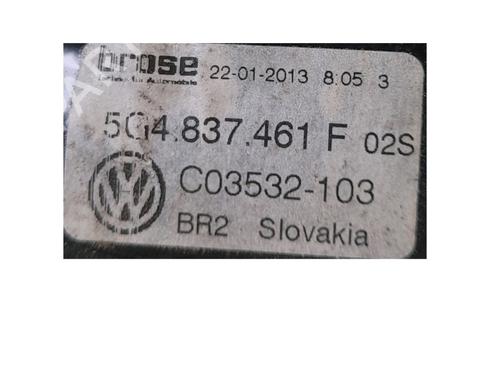 brose 22-01-2013 8:05 3
5G4.837.461 F 02S
C03532-103
BR2 Slovakia